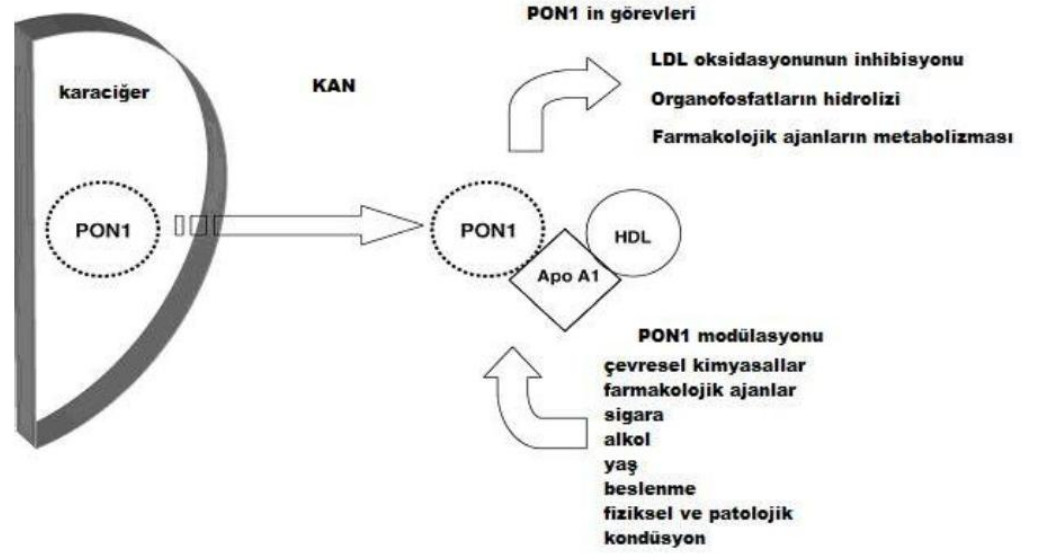 PON1 in görevleri
LDL oksidasyonunun inhibisyonu
Organofosfatların hidrolizi
Farmakolojik ajanların metabolizması
karaciğer
KAN
PON1
PON1
HDL
Apo A1
PON1 modülasyonu
çevresel kimyasallar
farmakolojik ajanlar
sigara
alkol
yaş
beslenme
fiziksel ve patolojik
kondüsyon